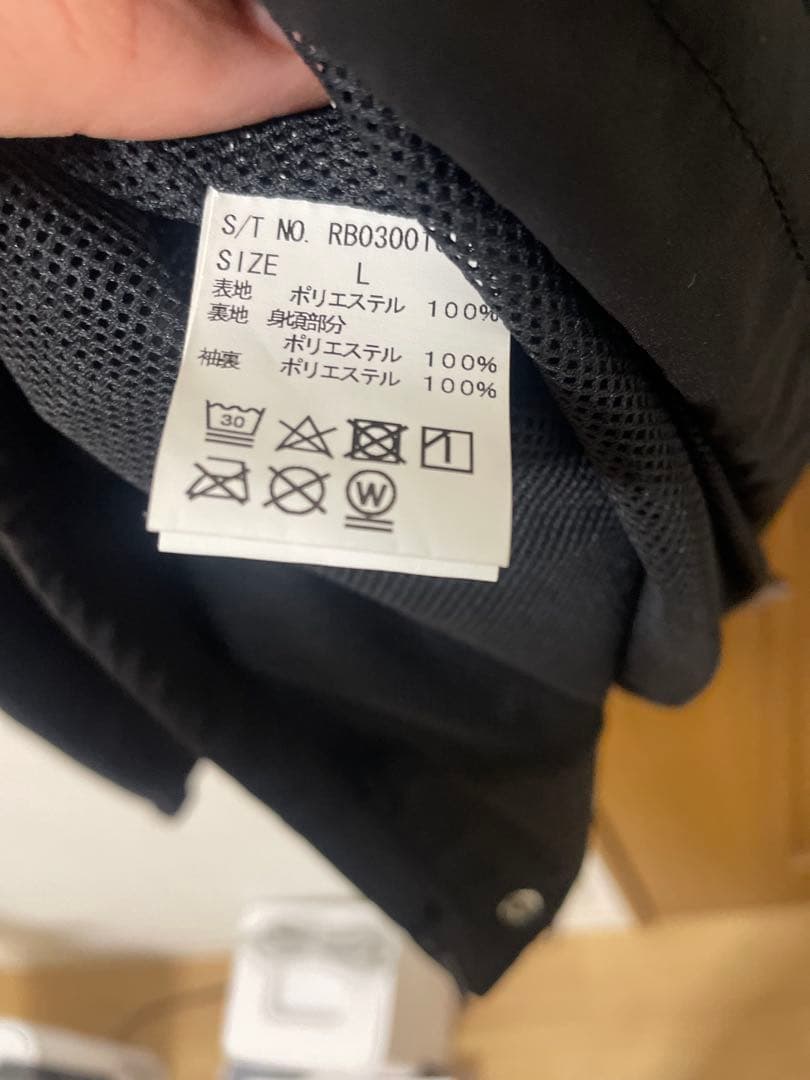 S/T NO. RB03001
SIZE L
表地 ポリエステル 100%
裏地 身頃部分
ポリエステル 100%
袖裏 ポリエステル 100%
30
W